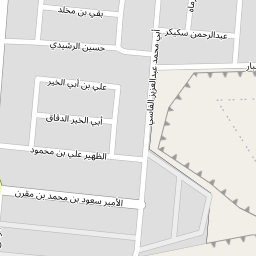 بقي بن مخلد
عبدالرحمن سكيكر
حسين الرشيدي
علي بن أبي الخير
أبي الخير الدقاق
أبي محمد عبدالعزيز الفاسي
الظهير علي بن محمود
الأمير سعود بن محمد بن مقرن